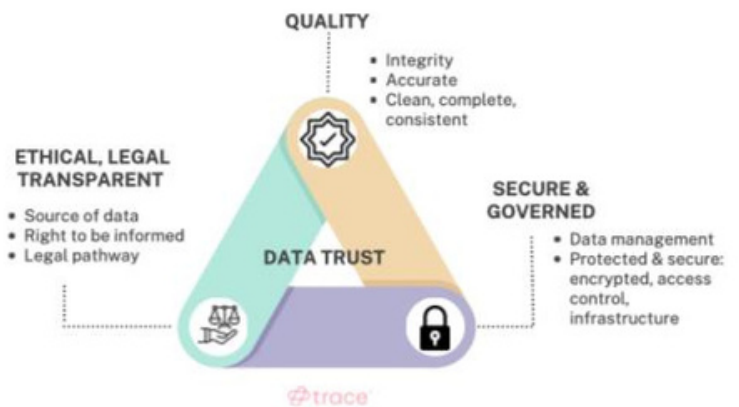 QUALITY
• Integrity
• Accurate
• Clean, complete,
consistent
ETHICAL, LEGAL
TRANSPARENT
• Source of data
• Right to be informed
• Legal pathway
SECURE &
GOVERNED
• Data management
• Protected & secure:
encrypted, access
control,
infrastructure
DATA TRUST
trace